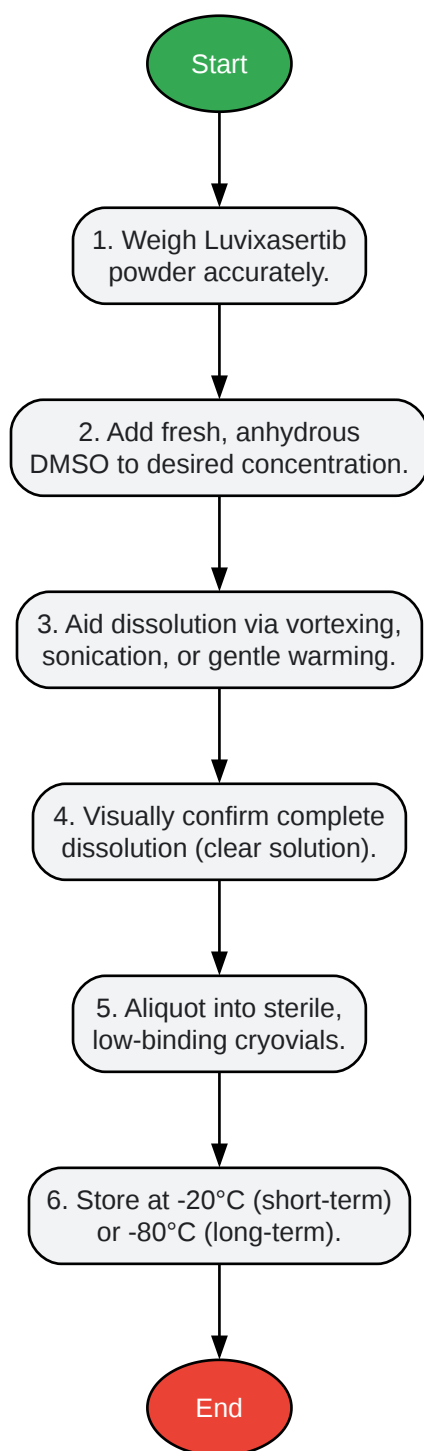 Start
1. Weigh Luvixasertib
powder accurately.
2. Add fresh, anhydrous
DMSO to desired concentration.
3. Aid dissolution via vortexing,
sonication, or gentle warming.
4. Visually confirm complete
dissolution (clear solution).
5. Aliquot into sterile,
low-binding cryovials.
6. Store at -20°C (short-term)
or -80°C (long-term).
End